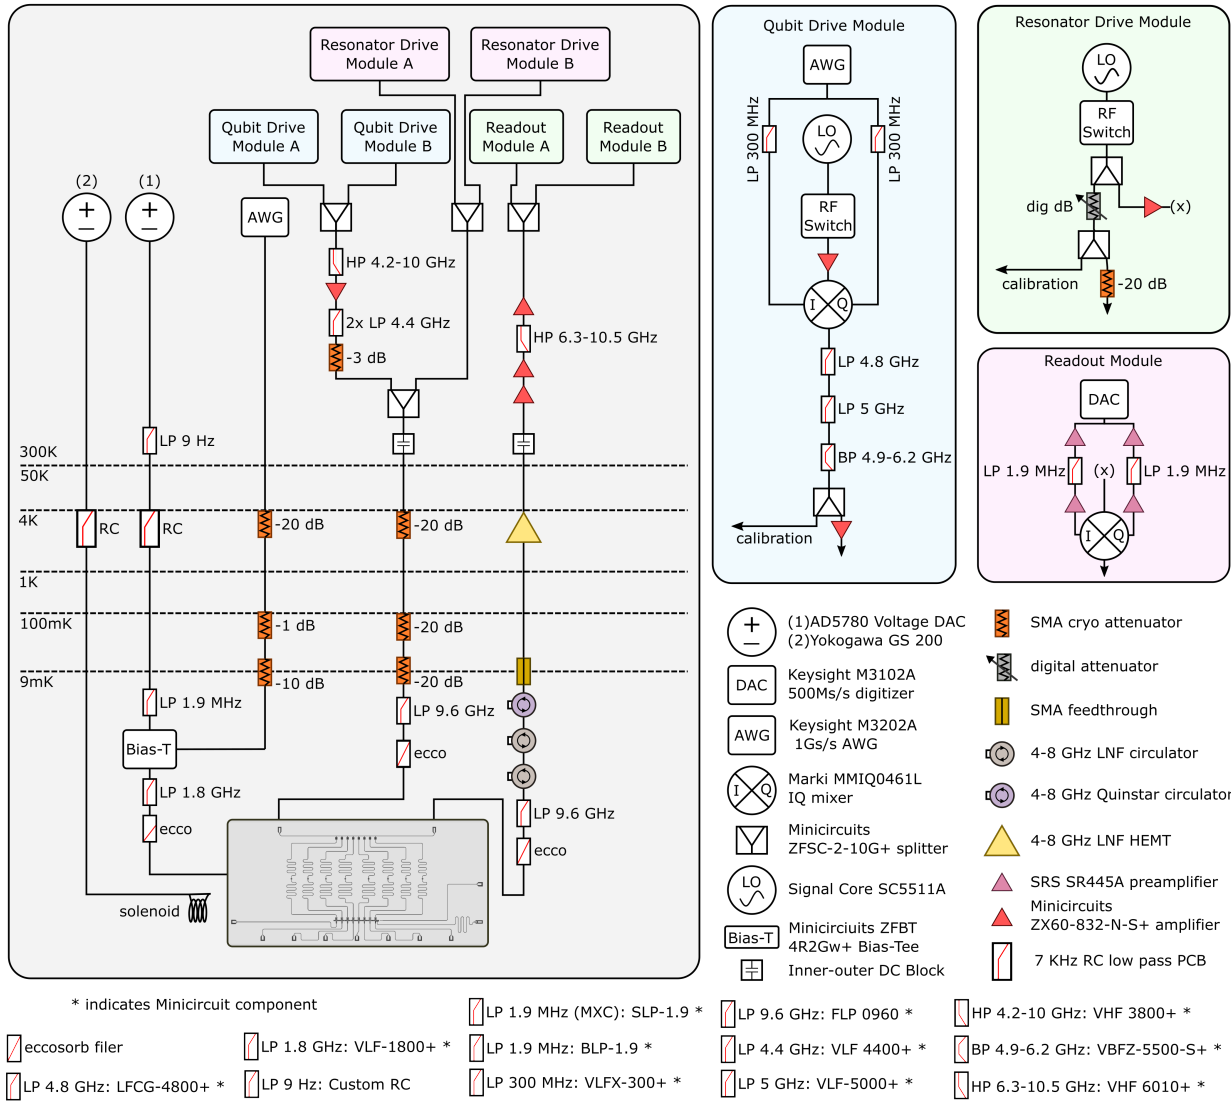 Resonator Drive
Module A
Resonator Drive
Module B
Qubit Drive
Module A
Qubit Drive
Module B
Readout
Module A
Readout
Module B
(2)
(1)
AWG
HP 4.2-10 GHz
2x LP 4.4 GHz
-3 dB
HP 6.3-10.5 GHz
LP 9 Hz
300K
50K
4K
RC
RC
-20 dB
-20 dB
1K
100mK
-1 dB
-20 dB
9mK
-10 dB
-20 dB
LP 1.9 MHz
LP 9.6 GHz
Bias-T
ecco
LP 1.8 GHz
LP 9.6 GHz
ecco
ecco
solenoid
Qubit Drive Module
AWG
LP 300 MHz
LO
LP 300 MHz
RF
Switch
I
Q
LP 4.8 GHz
LP 5 GHz
BP 4.9-6.2 GHz
calibration
Resonator Drive Module
LO
RF
Switch
dig dB
(x)
calibration
-20 dB
Readout Module
DAC
LP 1.9 MHz
(x)
LP 1.9 MHz
I
Q
(1)AD5780 Voltage DAC
(2)Yokogawa GS 200
DAC
Keysight M3102A
500Ms/s digitizer
AWG
Keysight M3202A
1Gs/s AWG
I
Q
Marki MMIQ0461L
IQ mixer
Minicircuits
ZFSC-2-10G+ splitter
LO
Signal Core SC5511A
Bias-T
Minicirciuits ZFBT
4R2Gw+ Bias-Tee
Inner-outer DC Block
SMA cryo attenuator
digital attenuator
SMA feedthrough
4-8 GHz LNF circulator
4-8 GHz Quinstar circulator
4-8 GHz LNF HEMT
SRS SR445A preamplifier
Minicircuits
ZX60-832-N-S+ amplifier
7 KHz RC low pass PCB
* indicates Minicircuit component
eccosorb filer
LP 4.8 GHz: LFCG-4800+ *
LP 1.8 GHz: VLF-1800+ *
LP 9 Hz: Custom RC
LP 1.9 MHz (MXC): SLP-1.9 *
LP 1.9 MHz: BLP-1.9 *
LP 300 MHz: VLFX-300+ *
LP 9.6 GHz: FLP 0960 *
LP 4.4 GHz: VLF 4400+ *
LP 5 GHz: VLF-5000+ *
HP 4.2-10 GHz: VHF 3800+ *
BP 4.9-6.2 GHz: VBFZ-5500-S+ *
HP 6.3-10.5 GHz: VHF 6010+ *